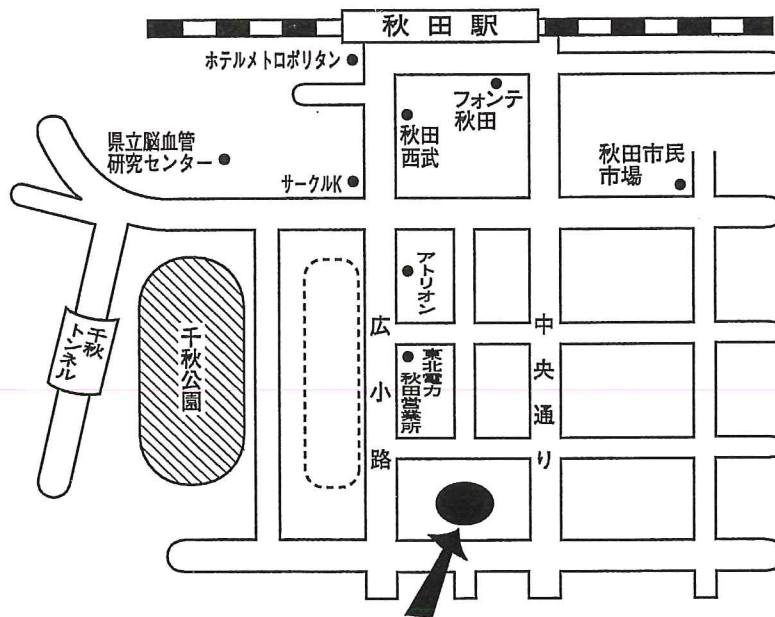 秋田駅
ホテルメトロポリタン
フォンテ
秋田
秋田
西武
県立脳血管
研究センター
サークルK
秋田市民
市場
アトリオン
千秋
トンネル
千秋公園
広小路
中央通り
東北電力
秋田営業所